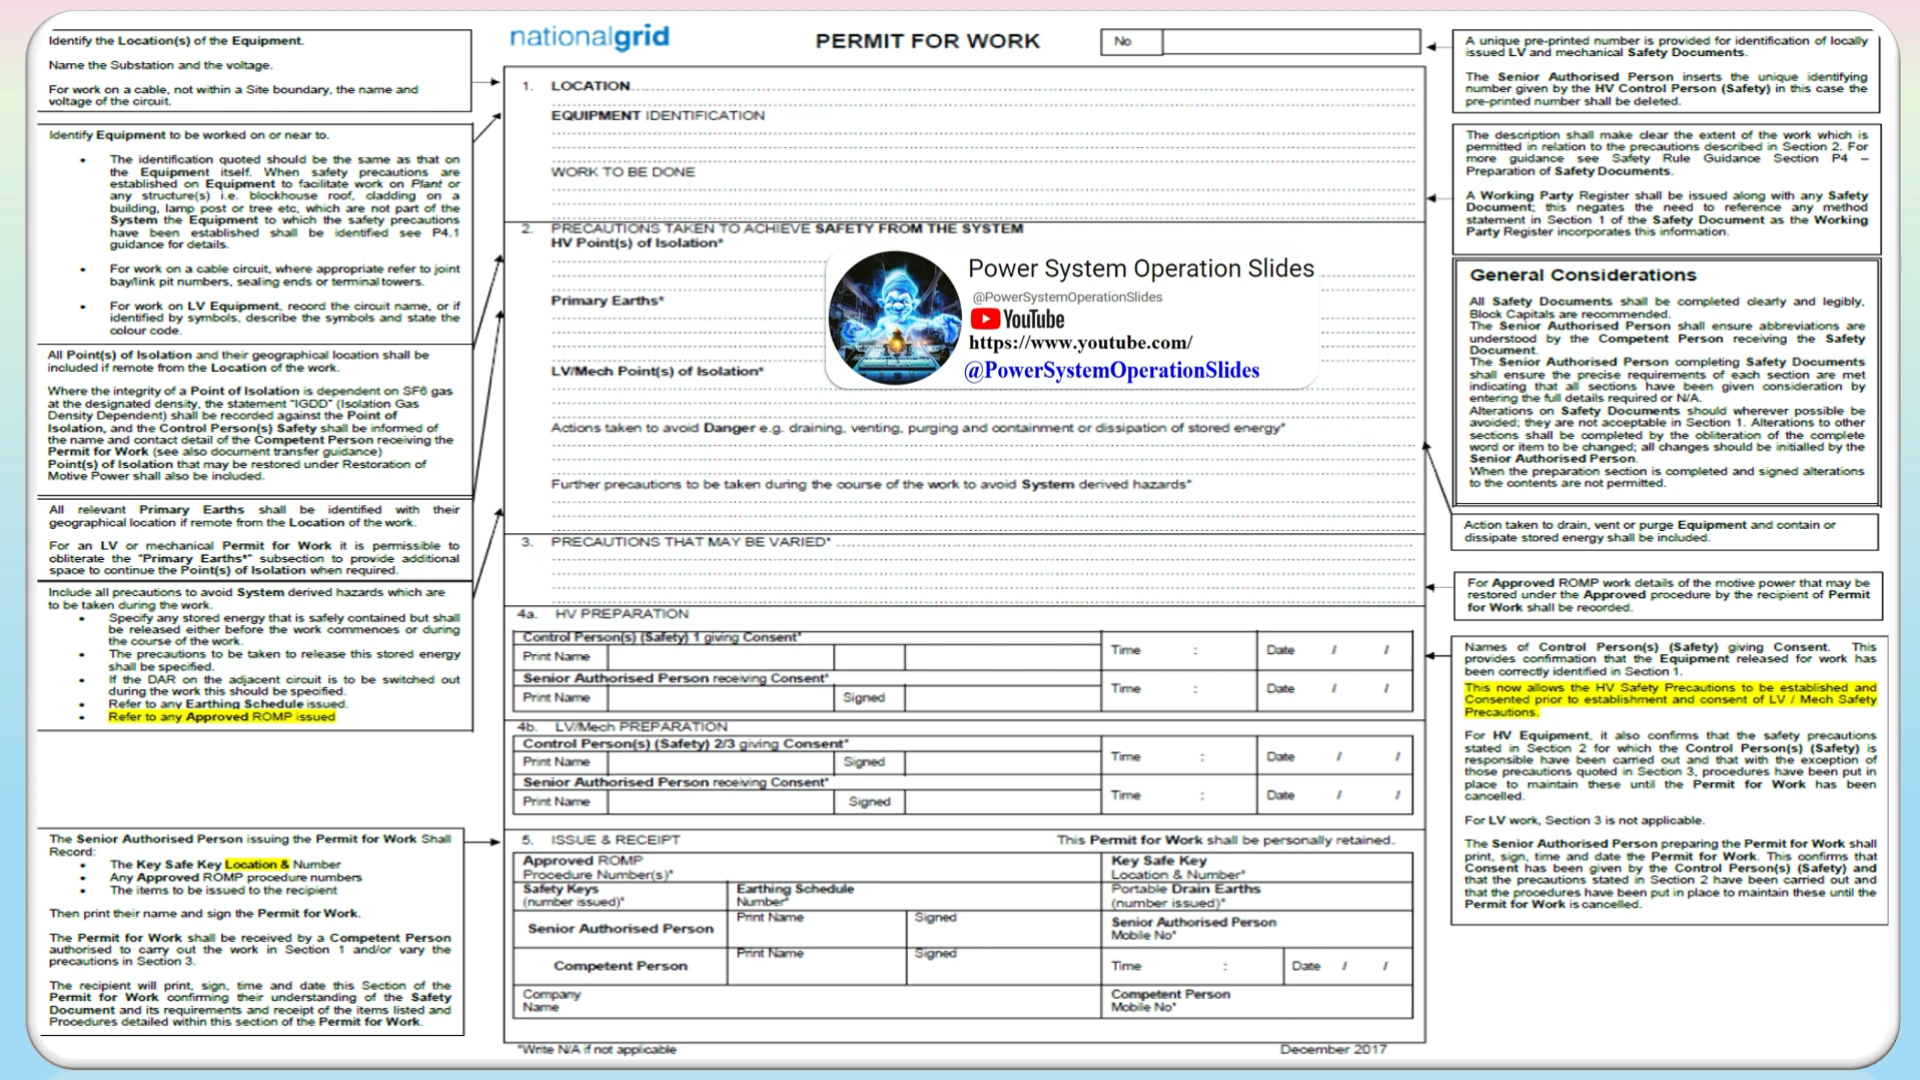 Identify the Location(s) of the Equipment.
Name the Substation and the voltage.
For work on a cable, not within a Site boundary, the name and
voltage of the circuit.
Identify Equipment to be worked on or near to.
• The identification quoted should be the same as that on
the Equipment itself. When safety precautions are
established on Equipment to facilitate work on Plant or
any structure(s) i.e. blockhouse roof, cladding on a
building, lamp post or tree etc, which are not part of the
System the Equipment to which the safety precautions
have been established shall be identified see P4.1
guidance for details.
• For work on a cable circuit, where appropriate refer to joint
bay/link pit numbers, sealing ends or terminal towers.
• For work on LV Equipment, record the circuit name, or if
identified by symbols, describe the symbols and state the
colour code.
All Point(s) of Isolation and their geographical location shall be
included if remote from the Location of the work.
Where the integrity of a Point of Isolation is dependent on SF6 gas
at the designated density, the statement "IGDD" (Isolation Gas
Density Dependent) shall be recorded against the Point of
Isolation, and the Control Person(s) Safety shall be informed of
the name and contact detail of the Competent Person receiving the
Permit for Work (see also document transfer guidance)
Point(s) of Isolation that may be restored under Restoration of
Motive Power shall also be included.
All relevant Primary Earths shall be identified with their
geographical location if remote from the Location of the work.
For an LV or mechanical Permit for Work it is permissible to
obliterate the "Primary Earths*" subsection to provide additional
space to continue the Point(s) of Isolation when required.
Include all precautions to avoid System derived hazards which are
to be taken during the work.
• Specify any stored energy that is safely contained but shall
be released either before the work commences or during
the course of the work.
• The precautions to be taken to release this stored energy
shall be specified.
• If the DAR on the adjacent circuit is to be switched out
during the work this should be specified.
• Refer to any Earthing Schedule issued.
• Refer to any Approved ROMP issued
The Senior Authorised Person issuing the Permit for Work Shall
Record:
• The Key Safe Key Location & Number
• Any Approved ROMP procedure numbers
• The items to be issued to the recipient
Then print their name and sign the Permit for Work.
The Permit for Work shall be received by a Competent Person
authorised to carry out the work in Section 1 and/or vary the
precautions in Section 3.
The recipient will print, sign, time and date this Section of the
Permit for Work confirming their understanding of the Safety
Document and its requirements and receipt of the items listed and
Procedures detailed within this section of the Permit for Work.
nationalgrid
PERMIT FOR WORK
No
1. LOCATION
EQUIPMENT IDENTIFICATION
WORK TO BE DONE
2. PRECAUTIONS TAKEN TO ACHIEVE SAFETY FROM THE SYSTEM
HV Point(s) of Isolation*
Primary Earths*
LV/Mech Point(s) of Isolation*
Power System Operation Slides
@PowerSystemOperationSlides
YouTube
https://www.youtube.com/
@PowerSystemOperationSlides
Actions taken to avoid Danger e.g. draining, venting, purging and containment or dissipation of stored energy*
Further precautions to be taken during the course of the work to avoid System derived hazards*
3. PRECAUTIONS THAT MAY BE VARIED*
4a. HV PREPARATION
Control Person(s) (Safety) 1 giving Consent*
Print Name
Time : Date / /
Senior Authorised Person receiving Consent*
Print Name Signed
Time : Date / /
4b. LV/Mech PREPARATION
Control Person(s) (Safety) 2/3 giving Consent*
Print Name Signed
Time : Date / /
Senior Authorised Person receiving Consent*
Print Name Signed
Time : Date / /
5. ISSUE & RECEIPT This Permit for Work shall be personally retained.
Approved ROMP
Procedure Number(s)*
Key Safe Key
Location & Number*
Safety Keys
(number issued)*
Earthing Schedule
Number*
Portable Drain Earths
(number issued)*
Senior Authorised Person
Print Name Signed
Senior Authorised Person
Mobile No*
Competent Person
Print Name Signed
Time : Date / /
Company
Name
Competent Person
Mobile No*
*Write N/A if not applicable December 2017
A unique pre-printed number is provided for identification of locally
issued LV and mechanical Safety Documents.
The Senior Authorised Person inserts the unique identifying
number given by the HV Control Person (Safety) in this case the
pre-printed number shall be deleted.
The description shall make clear the extent of the work which is
permitted in relation to the precautions described in Section 2. For
more guidance see Safety Rule Guidance Section P4 –
Preparation of Safety Documents.
A Working Party Register shall be issued along with any Safety
Document; this negates the need to reference any method
statement in Section 1 of the Safety Document as the Working
Party Register incorporates this information.
General Considerations
All Safety Documents shall be completed clearly and legibly,
Block Capitals are recommended.
The Senior Authorised Person shall ensure abbreviations are
understood by the Competent Person receiving the Safety
Document.
The Senior Authorised Person completing Safety Documents
shall ensure the precise requirements of each section are met
indicating that all sections have been given consideration by
entering the full details required or N/A.
Alterations on Safety Documents should wherever possible be
avoided; they are not acceptable in Section 1. Alterations to other
sections shall be completed by the obliteration of the complete
word or item to be changed; all changes should be initialled by the
Senior Authorised Person.
When the preparation section is completed and signed alterations
to the contents are not permitted.
Action taken to drain, vent or purge Equipment and contain or
dissipate stored energy shall be included.
For Approved ROMP work details of the motive power that may be
restored under the Approved procedure by the recipient of Permit
for Work shall be recorded.
Names of Control Person(s) (Safety) giving Consent. This
provides confirmation that the Equipment released for work has
been correctly identified in Section 1.
This now allows the HV Safety Precautions to be established and
Consented prior to establishment and consent of LV / Mech Safety
Precautions.
For HV Equipment, it also confirms that the safety precautions
stated in Section 2 for which the Control Person(s) (Safety) is
responsible have been carried out and that with the exception of
those precautions quoted in Section 3, procedures have been put in
place to maintain these until the Permit for Work has been
cancelled.
For LV work, Section 3 is not applicable.
The Senior Authorised Person preparing the Permit for Work shall
print, sign, time and date the Permit for Work. This confirms that
Consent has been given by the Control Person(s) (Safety) and
that the precautions stated in Section 2 have been carried out and
that the procedures have been put in place to maintain these until the
Permit for Work is cancelled.